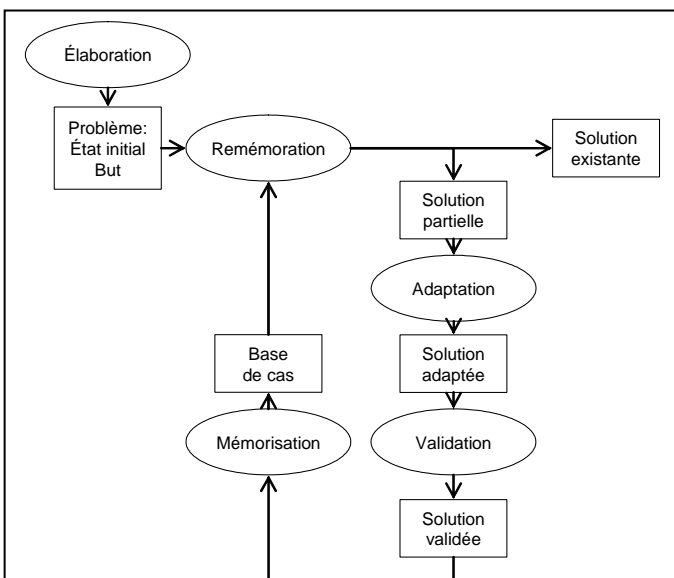 Élaboration
Problème:
État initial
But
Remémoration
Solution
existante
Solution
partielle
Adaptation
Base
de cas
Solution
adaptée
Mémorisation
Validation
Solution
validée